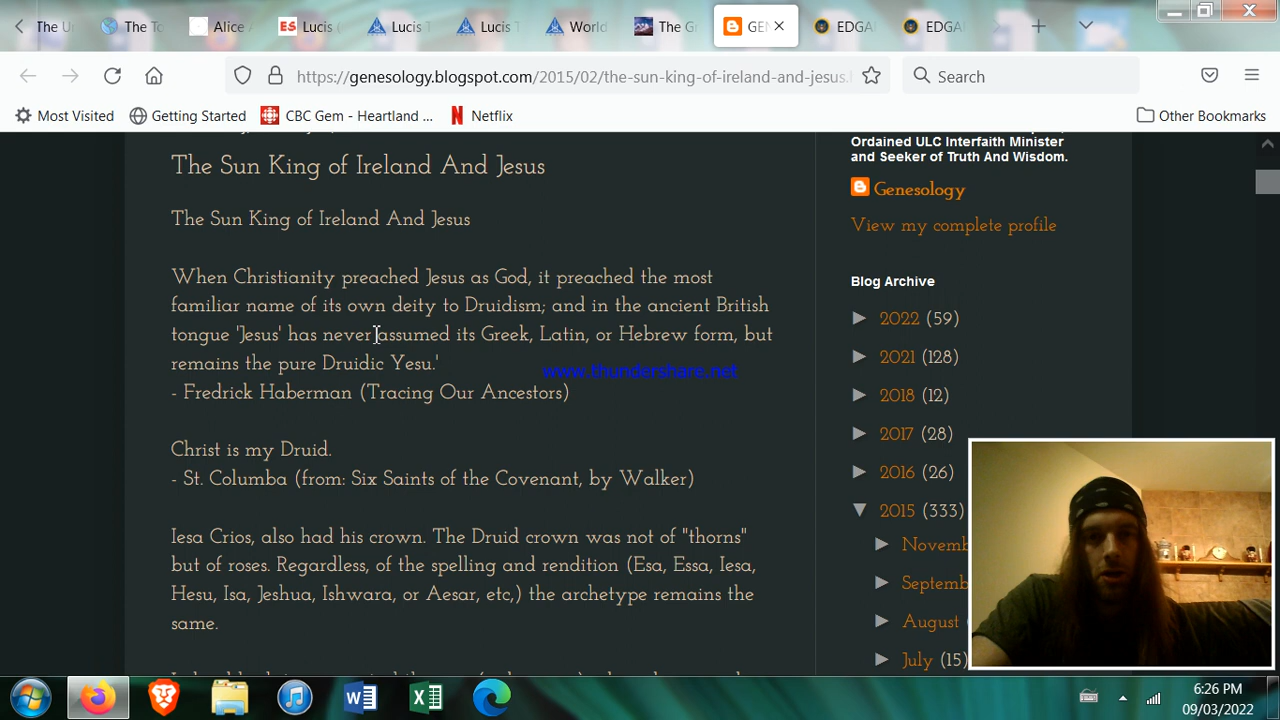 The Ur
The To
Alice A
ES Lucis (
Lucis T
Lucis T
World
The Gr
GEN
EDGA
EDGA
https://genesology.blogspot.com/2015/02/the-sun-king-of-ireland-and-jesus.
Search
Most Visited
Getting Started
CBC Gem - Heartland ...
Netflix
Other Bookmarks
The Sun King of Ireland And Jesus
The Sun King of Ireland And Jesus
When Christianity preached Jesus as God, it preached the most
familiar name of its own deity to Druidism; and in the ancient British
tongue 'Jesus' has never assumed its Greek, Latin, or Hebrew form, but
remains the pure Druidic Yesu.'
- Fredrick Haberman (Tracing Our Ancestors)
www.thundershare.net
Christ is my Druid.
- St. Columba (from: Six Saints of the Covenant, by Walker)
Iesa Crios, also had his crown. The Druid crown was not of "thorns"
but of roses. Regardless, of the spelling and rendition (Esa, Essa, Iesa,
Hesu, Isa, Jeshua, Ishwara, or Aesar, etc,) the archetype remains the
same.
Ordained ULC Interfaith Minister
and Seeker of Truth And Wisdom.
Genesology
View my complete profile
Blog Archive
► 2022 (59)
► 2021 (128)
► 2018 (12)
► 2017 (28)
► 2016 (26)
▼ 2015 (333)
► Novemb
► Septemb
► August
► July (15)
6:26 PM
09/03/2022